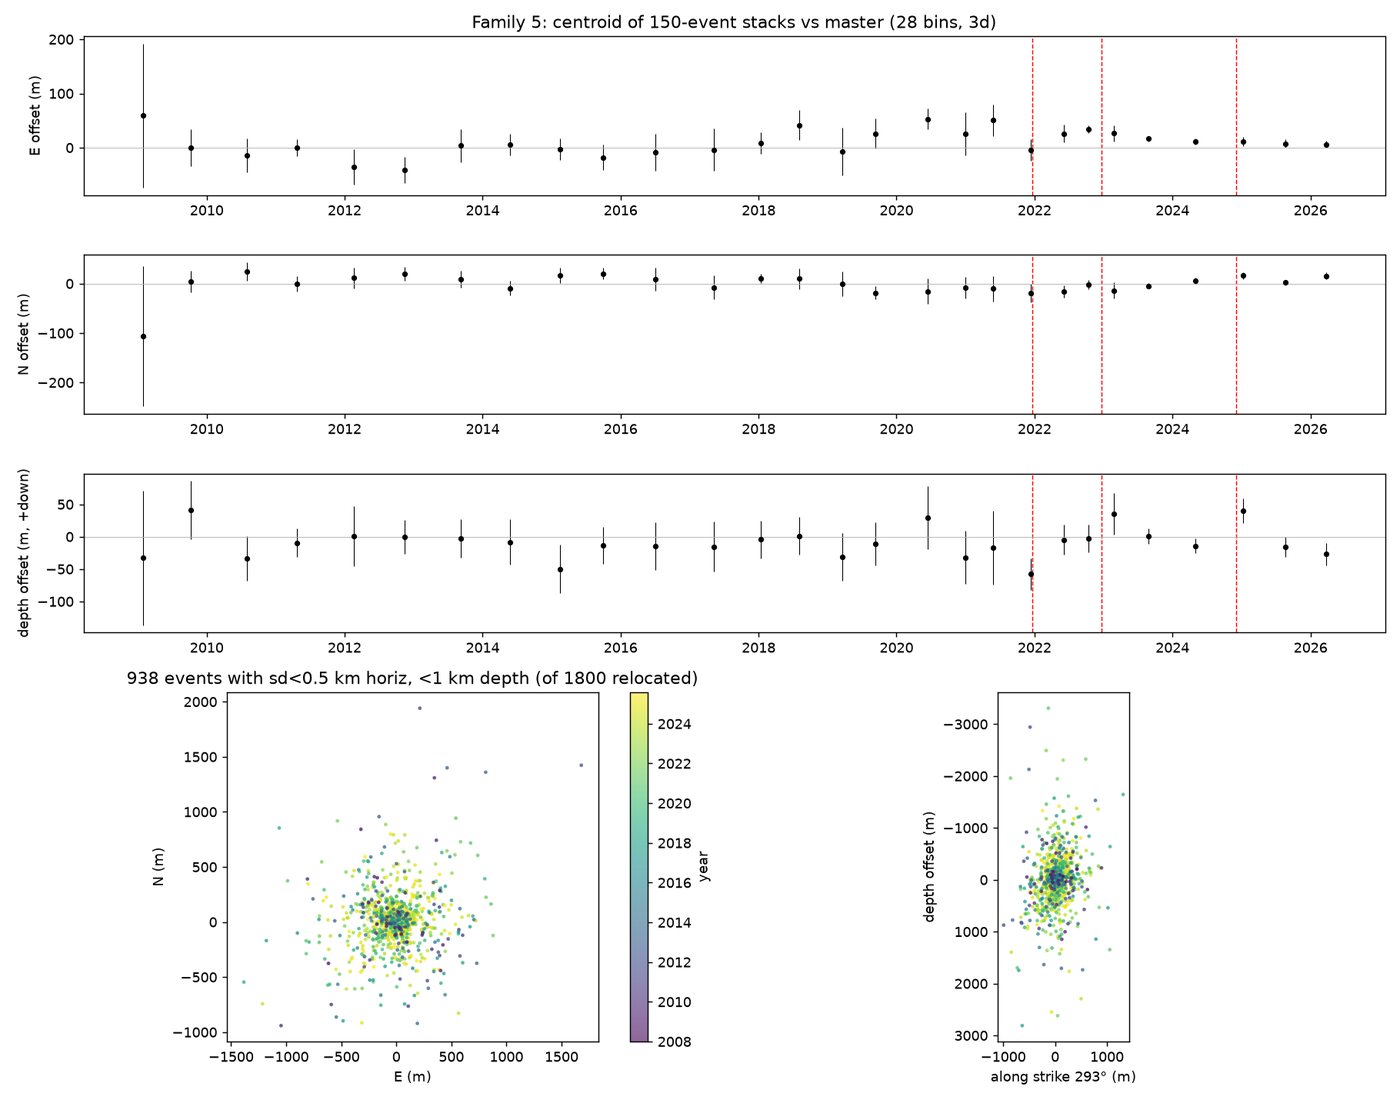 Family 5: centroid of 150-event stacks vs master (28 bins, 3d)
E offset (m)
200
100
0
2010 2012 2014 2016 2018 2020 2022 2024 2026
N offset (m)
0
−100
−200
2010 2012 2014 2016 2018 2020 2022 2024 2026
depth offset (m, +down)
50
0
−50
−100
2010 2012 2014 2016 2018 2020 2022 2024 2026
938 events with sd<0.5 km horiz, <1 km depth (of 1800 relocated)
N (m)
2000
1500
1000
500
0
−500
−1000
−1500 −1000 −500 0 500 1000 1500
E (m)
2024
2022
2020
2018
2016
2014
2012
2010
2008
year
depth offset (m)
−3000
−2000
−1000
0
1000
2000
3000
−1000 0 1000
along strike 293° (m)